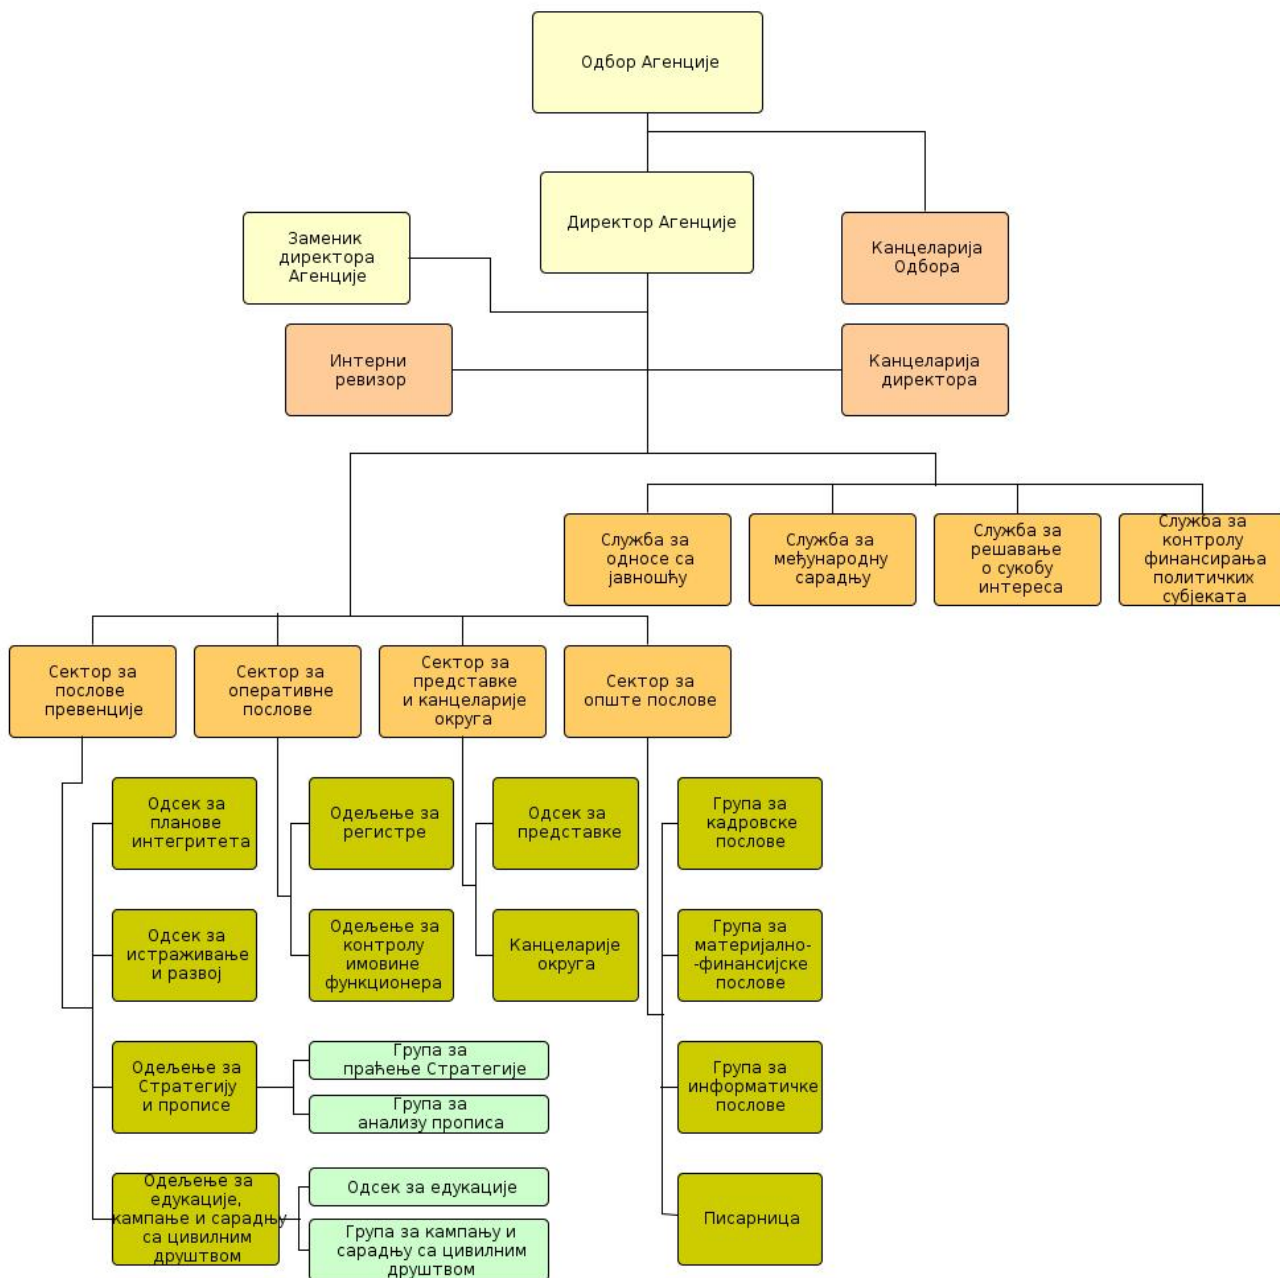 Одбор Агенције
Директор Агенције
Заменик
директора
Агенције
Канцеларија
Одбора
Интерни
ревизор
Канцеларија
директора
Служба за
односе са
јавношћу
Служба за
међународну
сарадњу
Служба за
решавање
о сукобу
интереса
Служба за
контролу
финансирања
политичких
субјеката
Сектор за
послове
превенције
Сектор за
оперативне
послове
Сектор за
представке
и канцеларије
округа
Сектор за
опште послове
Одсек за
планове
интегритета
Одељење за
регистре
Одсек за
представке
Група за
кадровске
послове
Одсек за
истраживање
и развој
Одељење за
контролу
имовине
функционера
Канцеларије
округа
Група за
материјално-
-финансијске
послове
Одељење за
Стратегију
и прописе
Група за
праћење Стратегије
Група за
анализу прописа
Група за
информатичке
послове
Одељење за
едукације,
кампање и сарадњу
са цивилним
друштвом
Одсек за едукације
Група за кампању и
сарадњу са цивилним
друштвом
Писарница